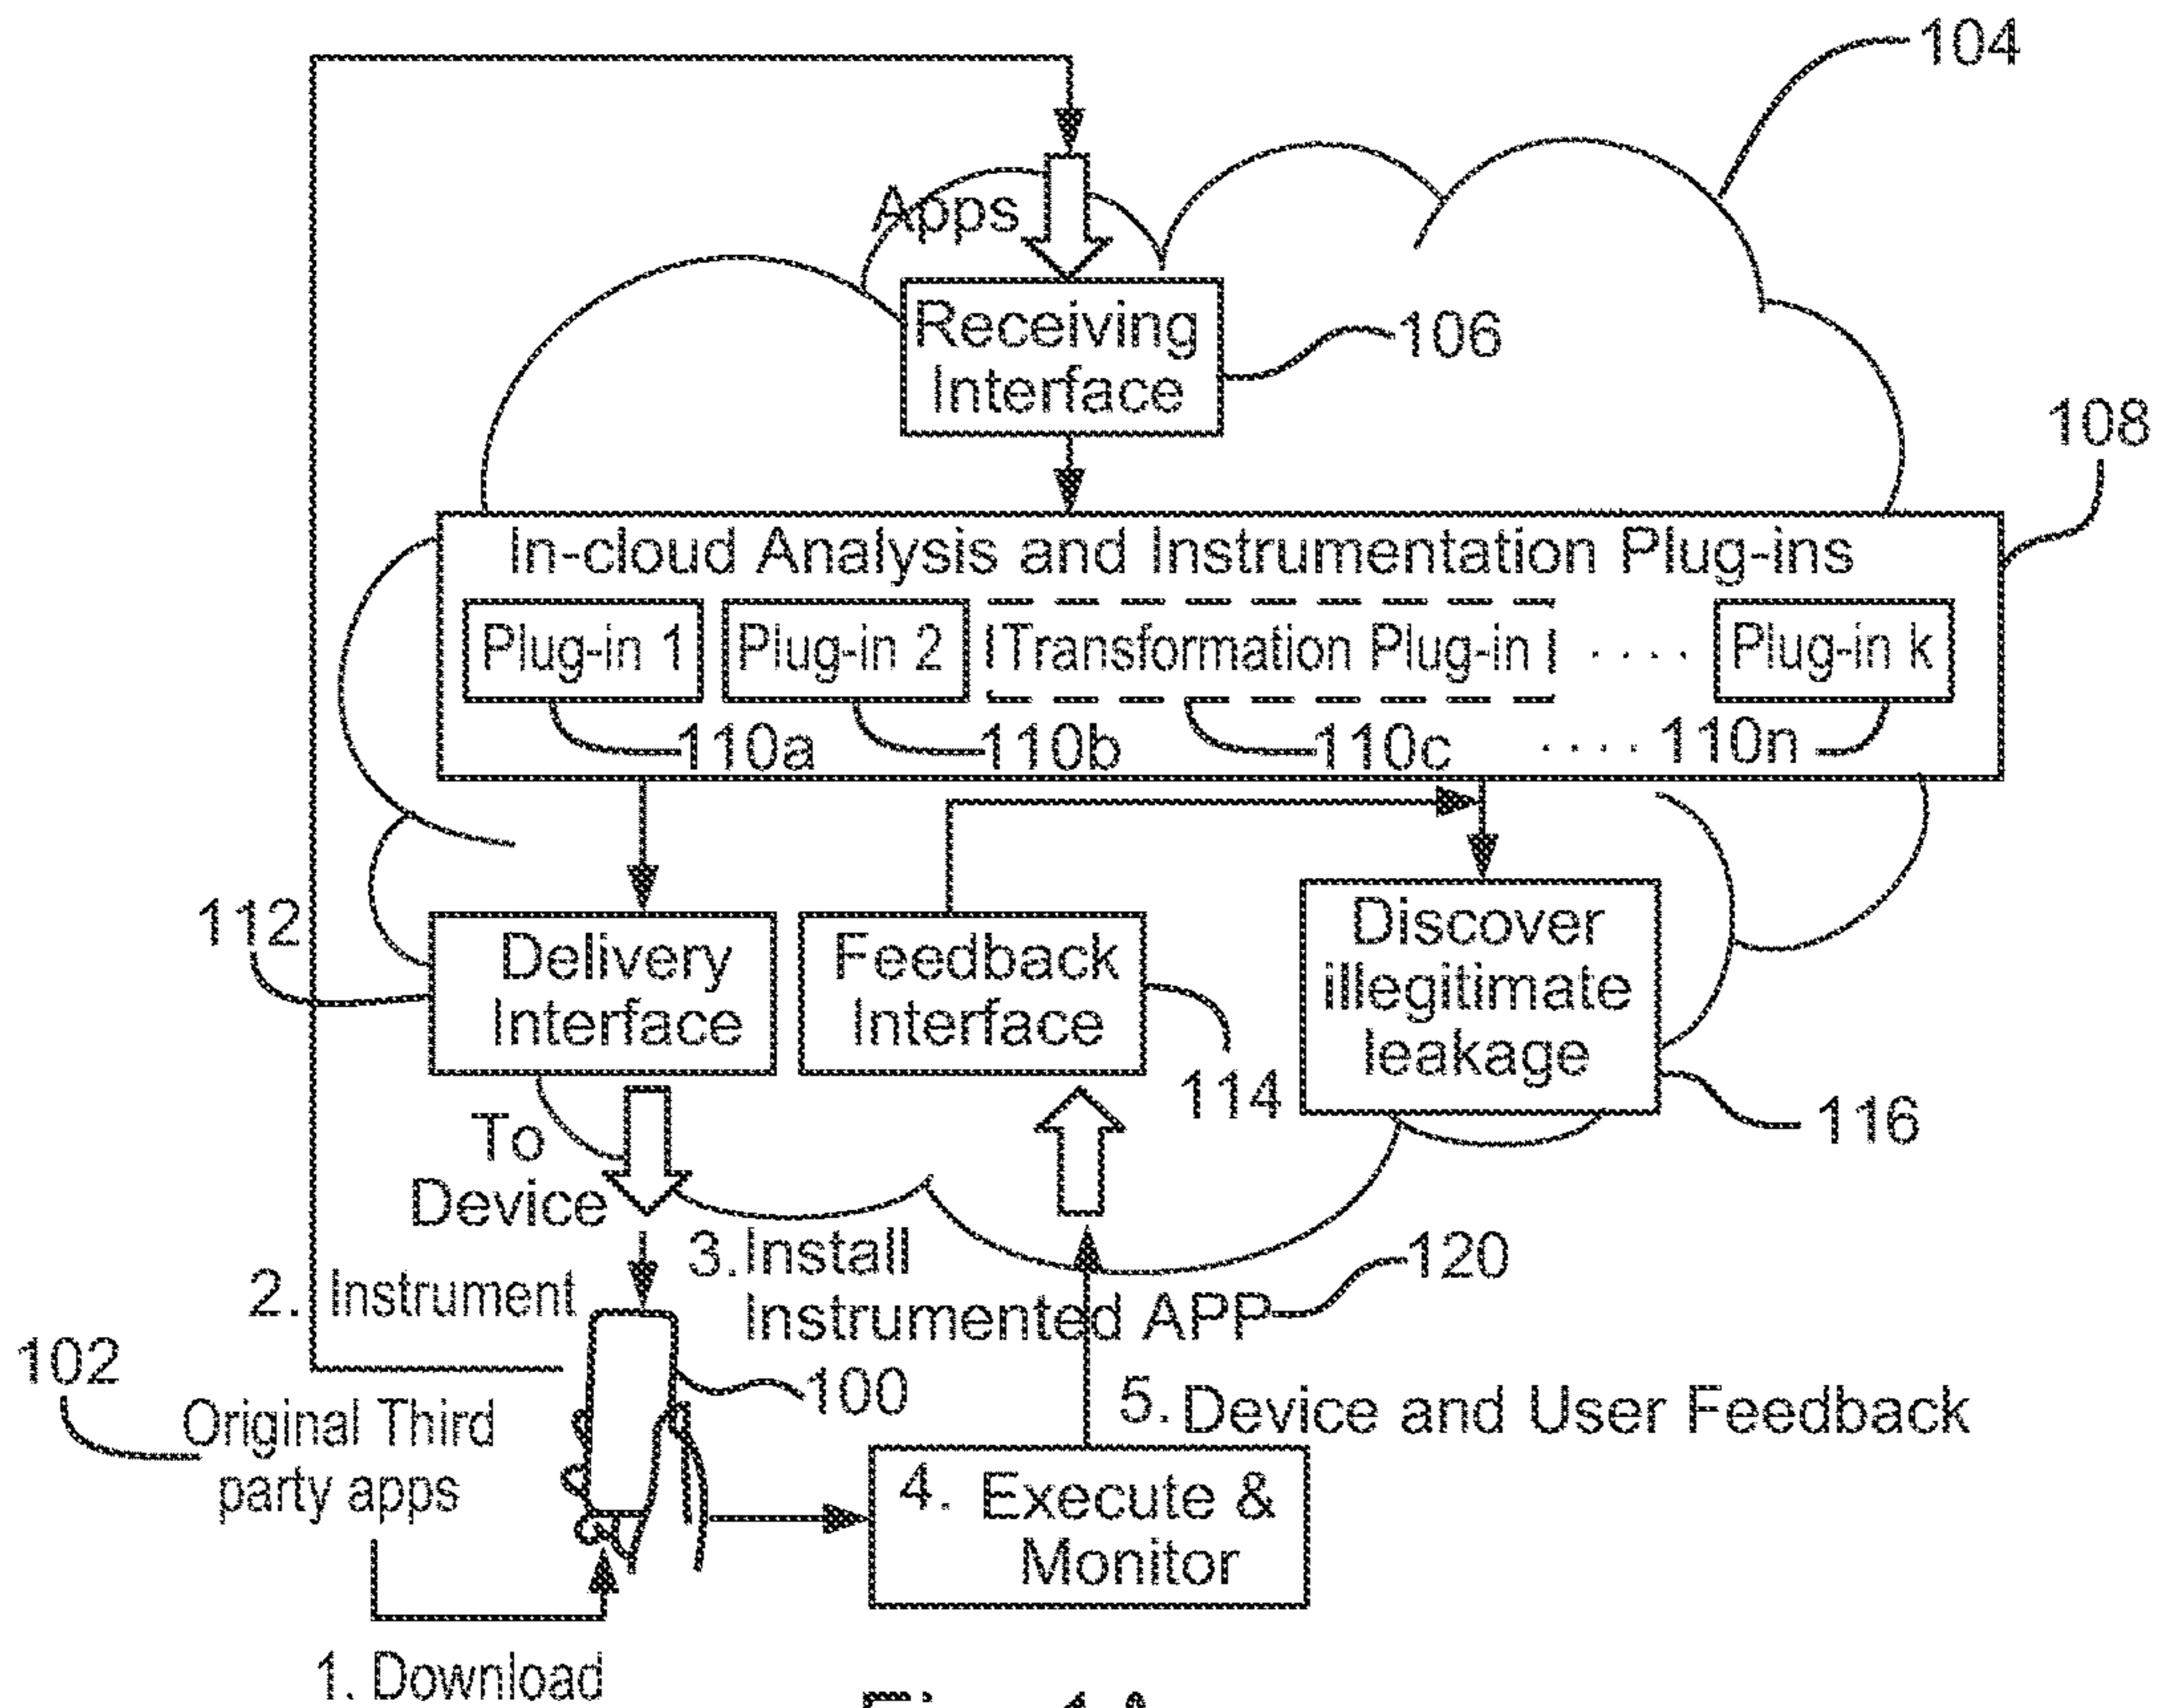 104
Apps
Receiving
Interface
106
108
In-cloud Analysis and Instrumentation Plug-ins
Plug-in 1
Plug-in 2
Transformation Plug-in
. . . .
Plug-in k
110a
110b
110c
. . . .
110n
112
Delivery
Interface
Feedback
Interface
114
Discover
illegitimate
leakage
116
To
Device
3. Install
Instrumented APP
120
2. Instrument
102
Original Third
party apps
100
5. Device and User Feedback
4. Execute &
Monitor
1. Download